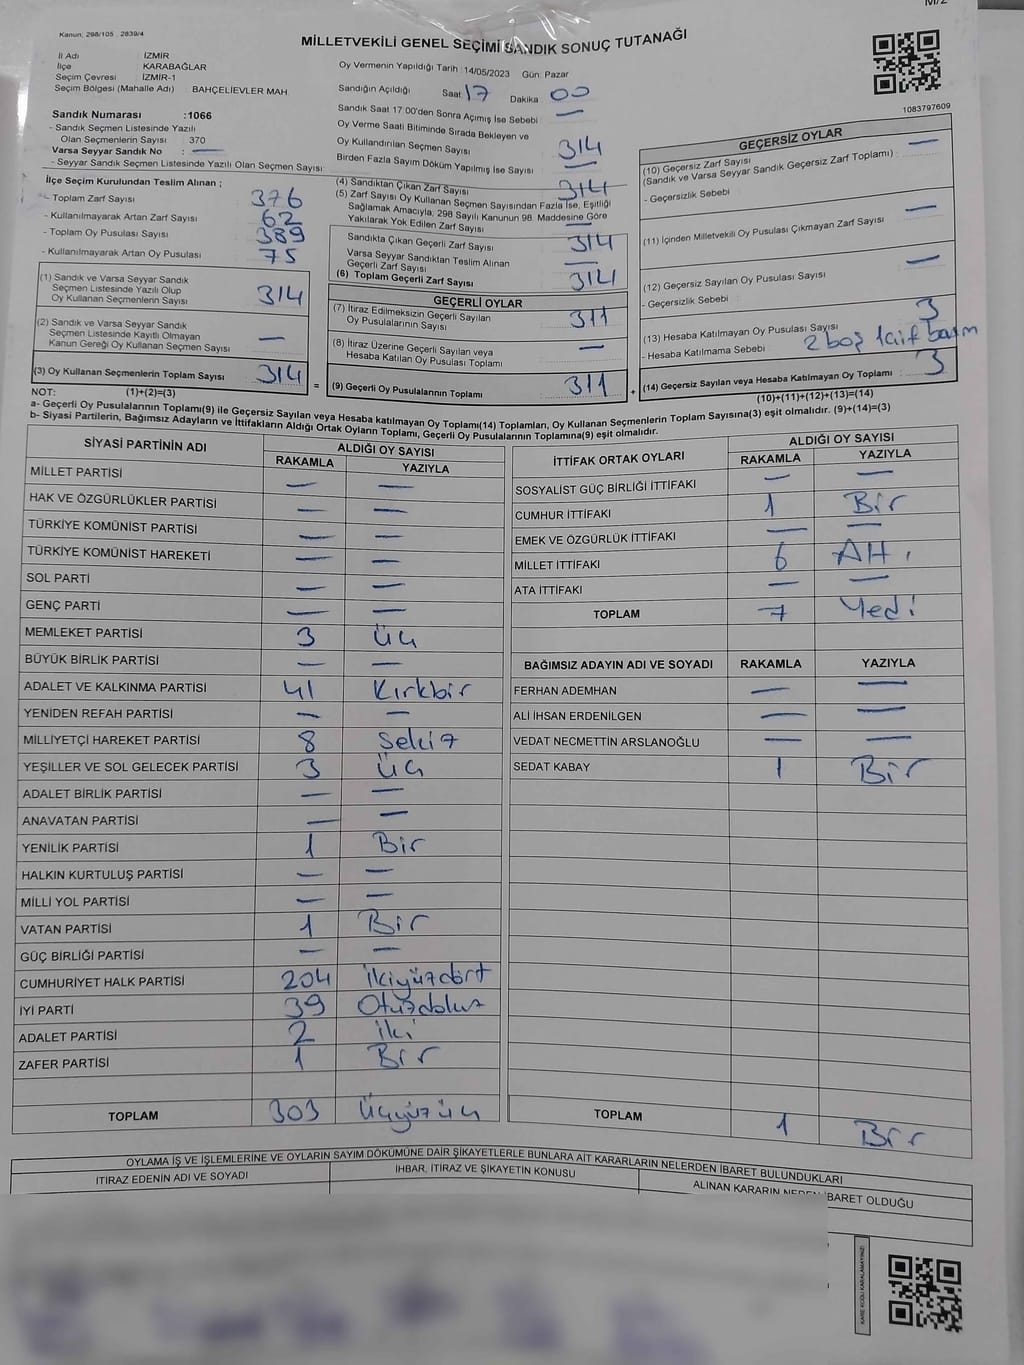 M/2
Kanun; 298/105 , 2839/4
MİLLETVEKİLİ GENEL SEÇİMİ SANDIK SONUÇ TUTANAĞI
İl Adı İZMİR
İlçe KARABAĞLAR
Seçim Çevresi İZMİR-1
Seçim Bölgesi (Mahalle Adı) BAHÇELİEVLER MAH.
Sandık Numarası :1066
- Sandık Seçmen Listesinde Yazılı
Olan Seçmenlerin Sayısı : 370
Varsa Seyyar Sandık No : —
- Seyyar Sandık Seçmen Listesinde Yazılı Olan Seçmen Sayısı:
Oy Vermenin Yapıldığı Tarih :14/05/2023 Gün: Pazar
Sandığın Açıldığı Saat 17 Dakika 00
Sandık Saat 17:00'den Sonra Açımış İse Sebebi —
Oy Verme Saati Bitiminde Sırada Bekleyen ve
Oy Kullandırılan Seçmen Sayısı 314
Birden Fazla Sayım Döküm Yapılmış İse Sayısı —
1083797609
İlçe Seçim Kurulundan Teslim Alınan ;
- Toplam Zarf Sayısı 376
- Kullanılmayarak Artan Zarf Sayısı 62
- Toplam Oy Pusulası Sayısı 389
- Kullanılmayarak Artan Oy Pusulası 75
(1) Sandık ve Varsa Seyyar Sandık
Seçmen Listesinde Yazılı Olup
Oy Kullanan Seçmenlerin Sayısı 314
(2) Sandık ve Varsa Seyyar Sandık
Seçmen Listesinde Kayıtlı Olmayan
Kanun Gereği Oy Kullanan Seçmen Sayısı —
(3) Oy Kullanan Seçmenlerin Toplam Sayısı 314
(4) Sandıktan Çıkan Zarf Sayısı 314
(5) Zarf Sayısı Oy Kullanan Seçmen Sayısından Fazla İse, Eşitliği
Sağlamak Amacıyla, 298 Sayılı Kanunun 98. Maddesine Göre
Yakılarak Yok Edilen Zarf Sayısı —
Sandıkta Çıkan Geçerli Zarf Sayısı 314
Varsa Seyyar Sandıktan Teslim Alınan
Geçerli Zarf Sayısı —
(6) Toplam Geçerli Zarf Sayısı 314
GEÇERLİ OYLAR
(7) İtiraz Edilmeksizin Geçerli Sayılan
Oy Pusulalarının Sayısı 311
(8) İtiraz Üzerine Geçerli Sayılan veya
Hesaba Katılan Oy Pusulası Toplamı —
= (9) Geçerli Oy Pusulalarının Toplamı 311
GEÇERSİZ OYLAR
(10) Geçersiz Zarf Sayısı —
(Sandık ve Varsa Seyyar Sandık Geçersiz Zarf Toplamı) :
- Geçersizlik Sebebi :
(11) İçinden Milletvekili Oy Pusulası Çıkmayan Zarf Sayısı —
(12) Geçersiz Sayılan Oy Pusulası Sayısı —
- Geçersizlik Sebebi :
(13) Hesaba Katılmayan Oy Pusulası Sayısı 3
- Hesaba Katılmama Sebebi 2 boş 1 çift basım
+ (14) Geçersiz Sayılan veya Hesaba Katılmayan Oy Toplamı : 3
NOT: (1)+(2)=(3) (10)+(11)+(12)+(13)=(14)
a- Geçerli Oy Pusulalarının Toplamı(9) ile Geçersiz Sayılan veya Hesaba katılmayan Oy Toplamı(14) Toplamları, Oy Kullanan Seçmenlerin Toplam Sayısına(3) eşit olmalıdır. (9)+(14)=(3)
b- Siyasi Partilerin, Bağımsız Adayların ve İttifakların Aldığı Ortak Oyların Toplamı, Geçerli Oy Pusulalarının Toplamına(9) eşit olmalıdır.
SİYASİ PARTİNİN ADI ALDIĞI OY SAYISI
RAKAMLA YAZIYLA
MİLLET PARTİSİ — —
HAK VE ÖZGÜRLÜKLER PARTİSİ — —
TÜRKİYE KOMÜNİST PARTİSİ — —
TÜRKİYE KOMÜNİST HAREKETİ — —
SOL PARTİ — —
GENÇ PARTİ — —
MEMLEKET PARTİSİ 3 Üç
BÜYÜK BİRLİK PARTİSİ — —
ADALET VE KALKINMA PARTİSİ 41 Kırkbir
YENİDEN REFAH PARTİSİ — —
MİLLİYETÇİ HAREKET PARTİSİ 8 Sekiz
YEŞİLLER VE SOL GELECEK PARTİSİ 3 Üç
ADALET BİRLİK PARTİSİ — —
ANAVATAN PARTİSİ — —
YENİLİK PARTİSİ 1 Bir
HALKIN KURTULUŞ PARTİSİ — —
MİLLİ YOL PARTİSİ — —
VATAN PARTİSİ 1 Bir
GÜÇ BİRLİĞİ PARTİSİ — —
CUMHURİYET HALK PARTİSİ 204 İkiyüzdört
İYİ PARTİ 39 Otuzdokuz
ADALET PARTİSİ 2 İki
ZAFER PARTİSİ 1 Bir
TOPLAM 303 Üçyüzüç
İTTİFAK ORTAK OYLARI ALDIĞI OY SAYISI
RAKAMLA YAZIYLA
SOSYALİST GÜÇ BİRLİĞİ İTTİFAKI — —
CUMHUR İTTİFAKI 1 Bir
EMEK VE ÖZGÜRLÜK İTTİFAKI — —
MİLLET İTTİFAKI 6 Altı
ATA İTTİFAKI — —
TOPLAM 7 Yedi
BAĞIMSIZ ADAYIN ADI VE SOYADI RAKAMLA YAZIYLA
FERHAN ADEMHAN — —
ALİ İHSAN ERDENİLGEN — —
VEDAT NECMETTİN ARSLANOĞLU — —
SEDAT KABAY 1 Bir
TOPLAM 1 Bir
OYLAMA İŞ VE İŞLEMLERİNE VE OYLARIN SAYIM DÖKÜMÜNE DAİR ŞİKAYETLERLE BUNLARA AİT KARARLARIN NELERDEN İBARET BULUNDUKLARI
İTİRAZ EDENİN ADI VE SOYADI İHBAR, İTİRAZ VE ŞİKAYETİN KONUSU ALINAN KARARIN NEDEN İBARET OLDUĞU
KARE KODU KARALAMAYINIZ!